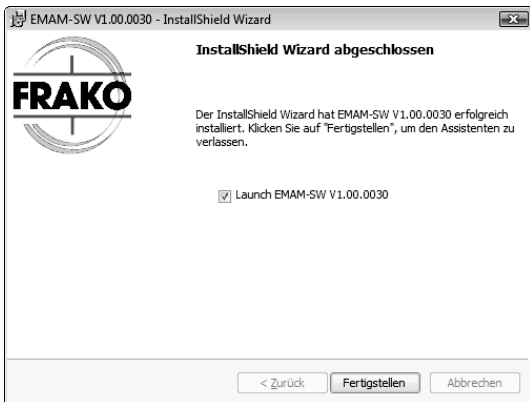 EMAM-SW V1.00.0030 - InstallShield Wizard
FRAKO
InstallShield Wizard abgeschlossen
Der InstallShield Wizard hat EMAM-SW V1.00.0030 erfolgreich
installiert. Klicken Sie auf "Fertigstellen", um den Assistenten zu
verlassen.
Launch EMAM-SW V1.00.0030
< Zurück
Fertigstellen
Abbrechen